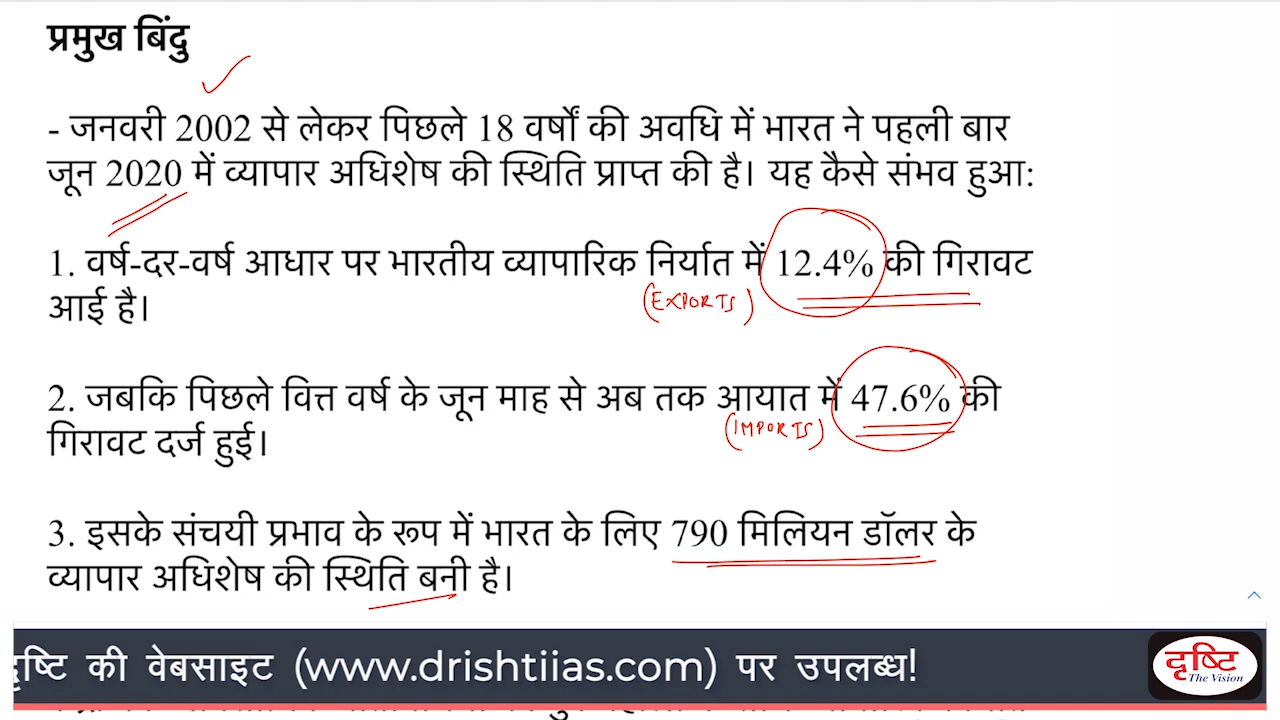 प्रमुख बिंदु
- जनवरी 2002 से लेकर पिछले 18 वर्षों की अवधि में भारत ने पहली बार
जून 2020 में व्यापार अधिशेष की स्थिति प्राप्त की है। यह कैसे संभव हुआ:
1. वर्ष-दर-वर्ष आधार पर भारतीय व्यापारिक निर्यात में 12.4% की गिरावट
(EXPORTS)
आई है।
2. जबकि पिछले वित्त वर्ष के जून माह से अब तक आयात में 47.6% की
(IMPORTS)
गिरावट दर्ज हुई।
3. इसके संचयी प्रभाव के रूप में भारत के लिए 790 मिलियन डॉलर के
व्यापार अधिशेष की स्थिति बनी है।
दृष्टि की वेबसाइट (www.drishtiias.com) पर उपलब्ध!
दृष्टि
The Vision